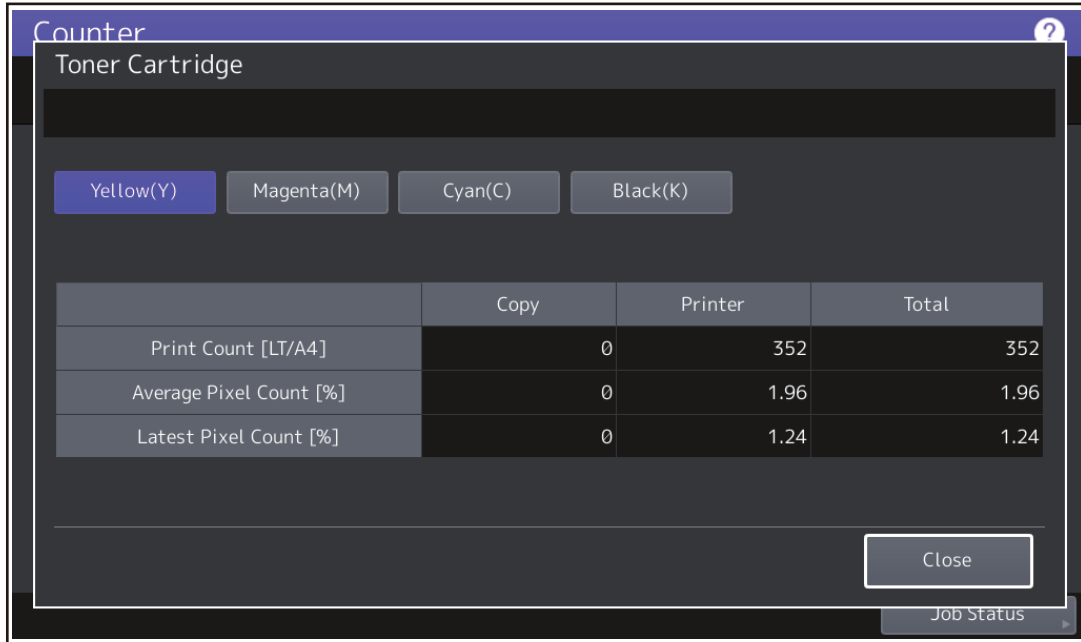 Counter
?
Toner Cartridge
Yellow(Y) Magenta(M) Cyan(C) Black(K)
Copy Printer Total
Print Count [LT/A4] 0 352 352
Average Pixel Count [%] 0 1.96 1.96
Latest Pixel Count [%] 0 1.24 1.24
Close
Job Status